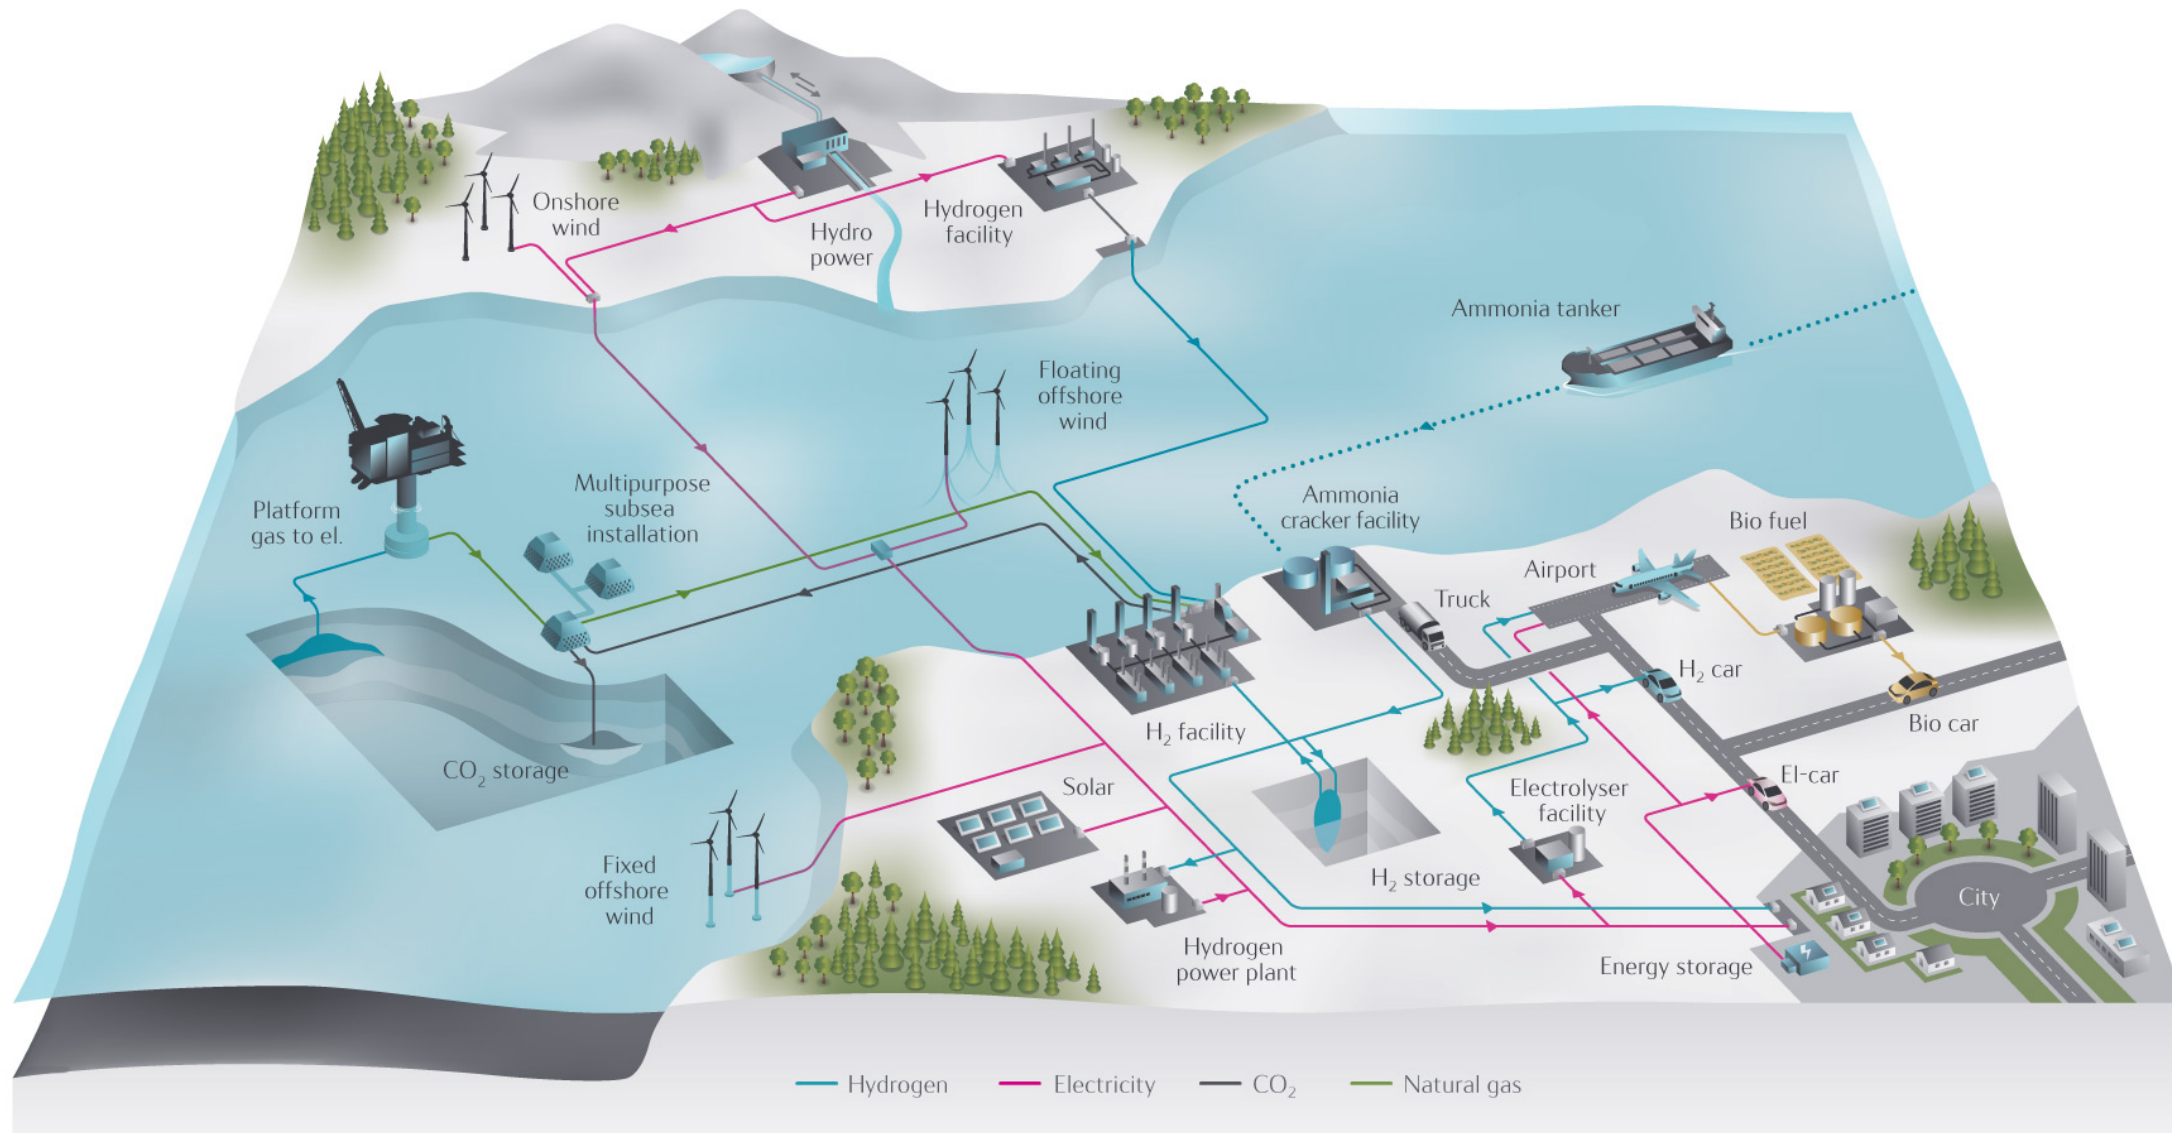 Onshore
wind
Hydro
power
Hydrogen
facility
Ammonia tanker
Floating
offshore
wind
Platform
gas to el.
Multipurpose
subsea
installation
Ammonia
cracker facility
Bio fuel
Airport
Truck
H₂ car
Bio car
H₂ facility
CO₂ storage
Solar
El-car
Electrolyser
facility
Fixed
offshore
wind
H₂ storage
City
Hydrogen
power plant
Energy storage
Hydrogen
Electricity
CO₂
Natural gas